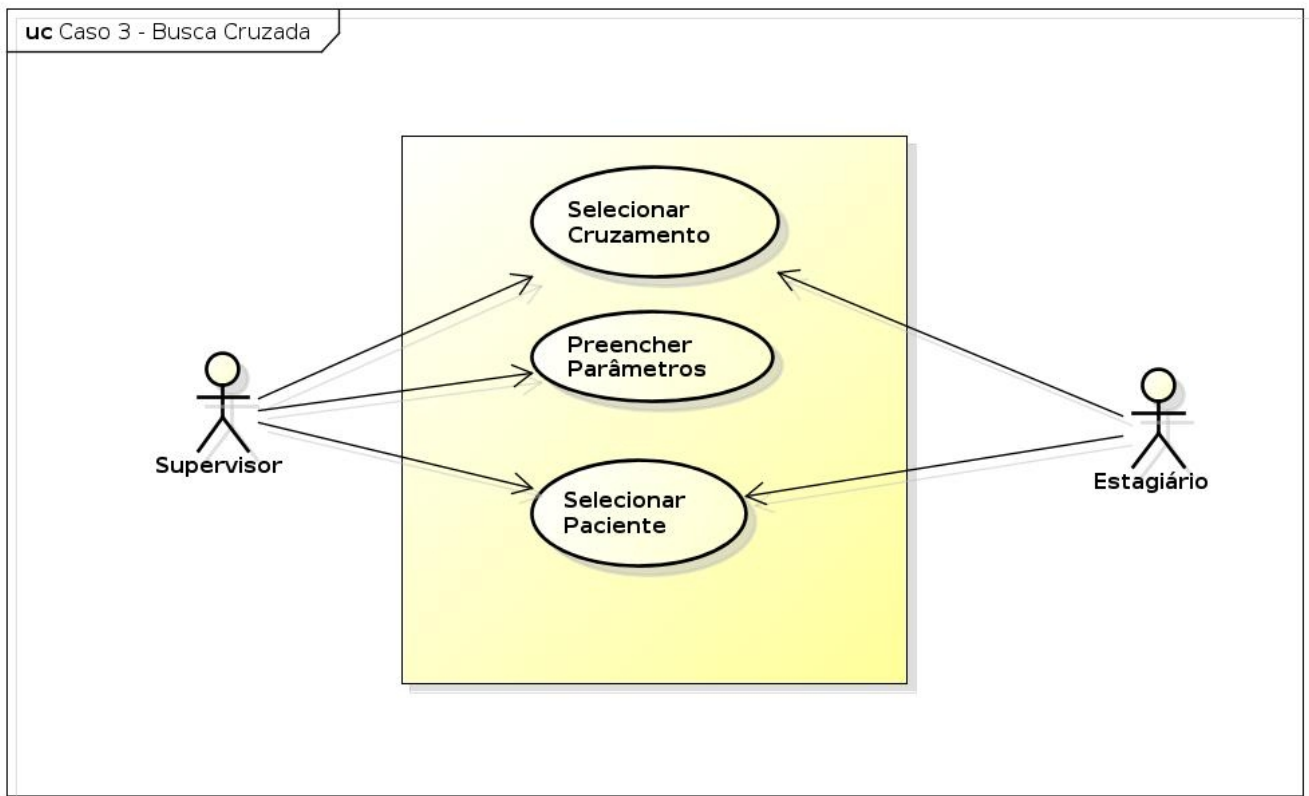 uc Caso 3 - Busca Cruzada
Selecionar
Cruzamento
Preencher
Parâmetros
Supervisor
Selecionar
Paciente
Estagiário